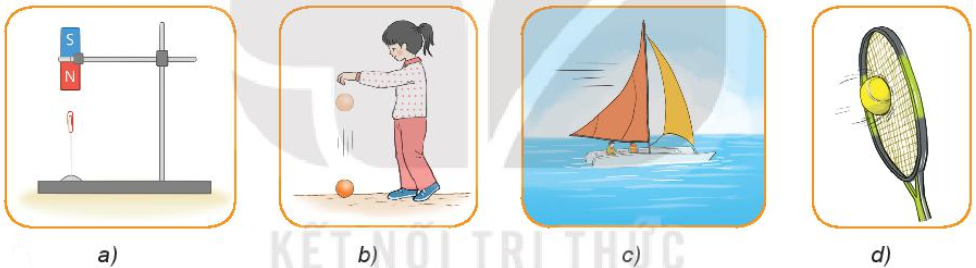 S
N
a)
b)
c)
d)
KẾT NỐI TRI THỨC